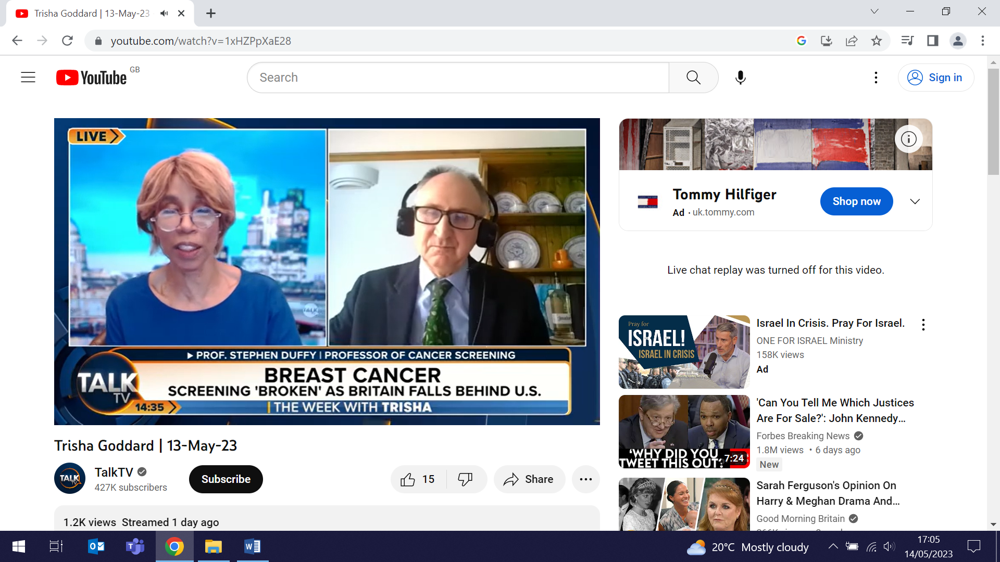 Trisha Goddard | 13-May-23
youtube.com/watch?v=1xHZPpXaE28
YouTube GB
Search
Sign in
LIVE
TALK
PROF. STEPHEN DUFFY | PROFESSOR OF CANCER SCREENING
BREAST CANCER
SCREENING 'BROKEN' AS BRITAIN FALLS BEHIND U.S.
TALK
TV
14:35
THE WEEK WITH TRISHA
Trisha Goddard | 13-May-23
TALK
TV
TalkTV
427K subscribers
Subscribe
15
Share
1.2K views Streamed 1 day ago
Tommy Hilfiger
Ad · uk.tommy.com
Shop now
Live chat replay was turned off for this video.
Pray for
ISRAEL!
ISRAEL IN CRISIS
Israel In Crisis. Pray For Israel.
ONE FOR ISRAEL Ministry
158K views
Ad
'WHY DID YOU
TWEET THIS OUT?'
7:24
'Can You Tell Me Which Justices
Are For Sale?': John Kennedy...
Forbes Breaking News
1.8M views • 6 days ago
New
Sarah Ferguson's Opinion On
Harry & Meghan Drama And...
Good Morning Britain
20°C Mostly cloudy
17:05
14/05/2023